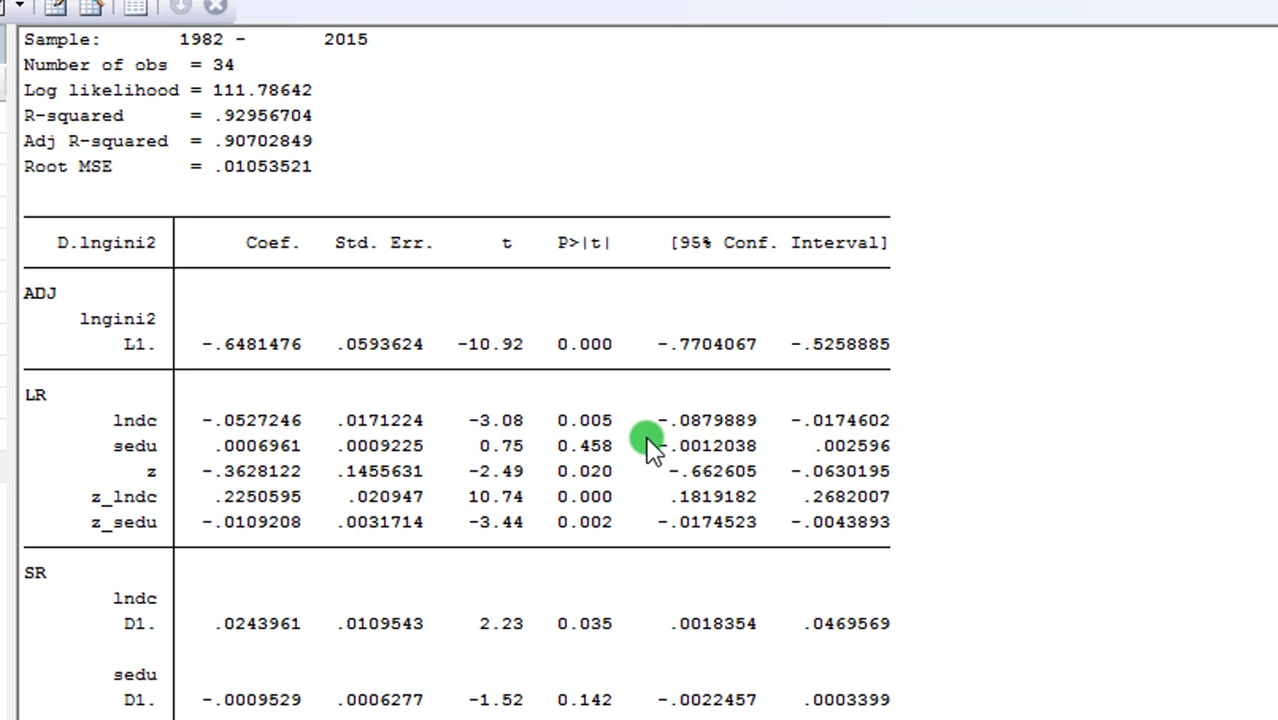 Sample: 1982 - 2015
Number of obs = 34
Log likelihood = 111.78642
R-squared = .92956704
Adj R-squared = .90702849
Root MSE = .01053521
D.lngini2 Coef. Std. Err. t P>|t| [95% Conf. Interval]
ADJ
lngini2
L1. -.6481476 .0593624 -10.92 0.000 -.7704067 -.5258885
LR
lndc -.0527246 .0171224 -3.08 0.005 -.0879889 -.0174602
sedu .0006961 .0009225 0.75 0.458 -.0012038 .002596
z -.3628122 .1455631 -2.49 0.020 -.662605 -.0630195
z_lndc .2250595 .020947 10.74 0.000 .1819182 .2682007
z_sedu -.0109208 .0031714 -3.44 0.002 -.0174523 -.0043893
SR
lndc
D1. .0243961 .0109543 2.23 0.035 .0018354 .0469569
sedu
D1. -.0009529 .0006277 -1.52 0.142 -.0022457 .0003399